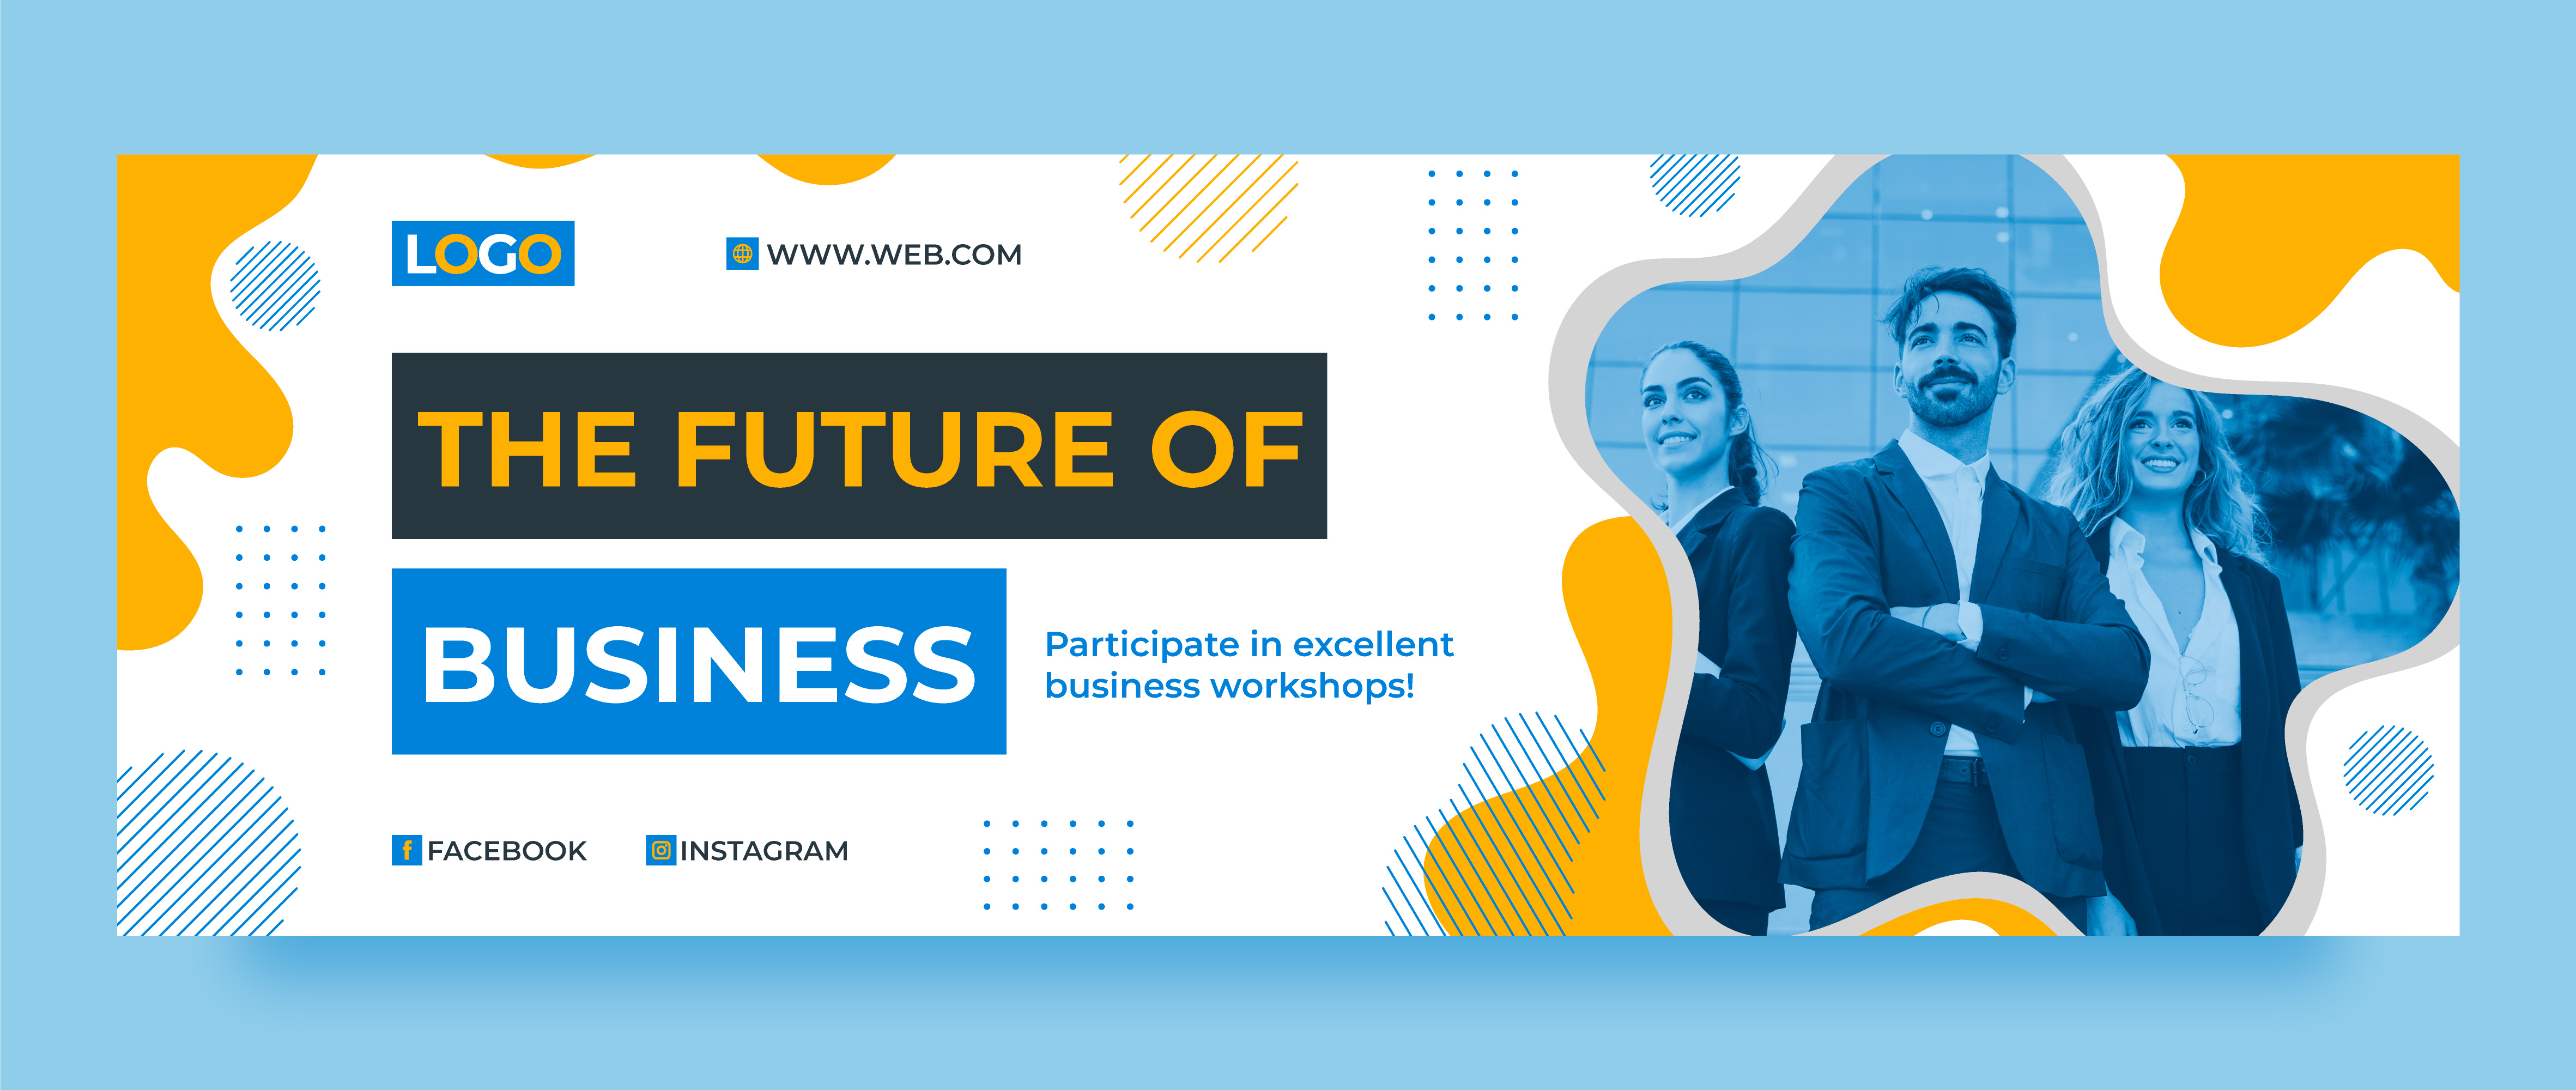 LOGO
WWW.WEB.COM
THE FUTURE OF
BUSINESS
Participate in excellent
business workshops!
FACEBOOK
INSTAGRAM